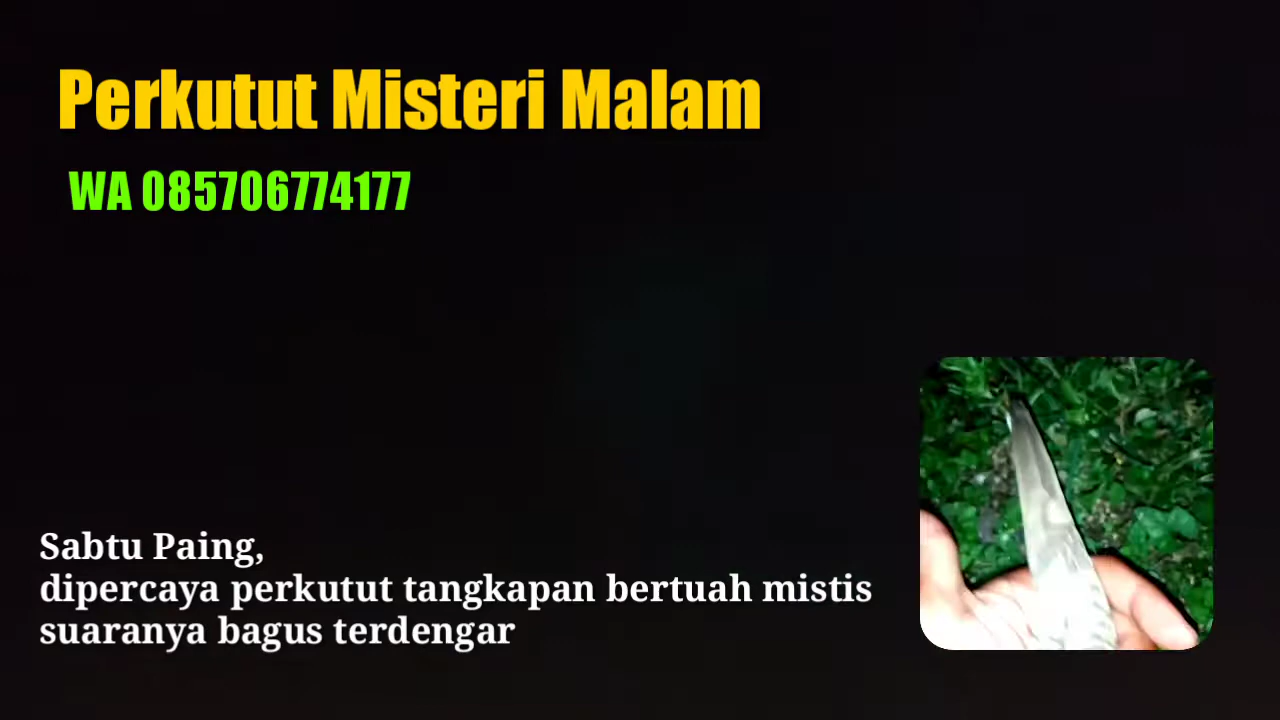 Perkutut Misteri Malam
WA 085706774177
Sabtu Paing,
dipercaya perkutut tangkapan bertuah mistis
suaranya bagus terdengar